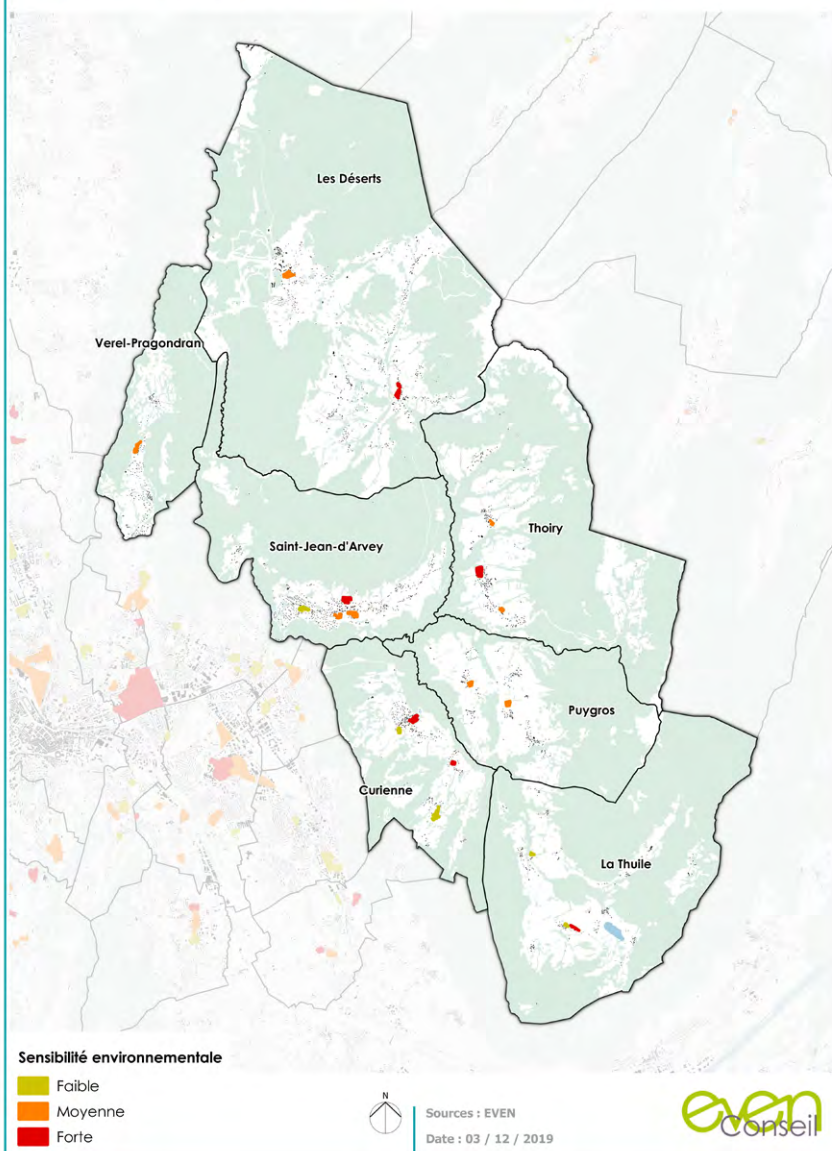 Les Déserts
Verel-Pragondran
Thoiry
Saint-Jean-d'Arvey
Puygros
Curienne
La Thuile
Sensibilité environnementale
Faible
Moyenne
Forte
N
Sources : EVEN
Date : 03 / 12 / 2019
even
Conseil